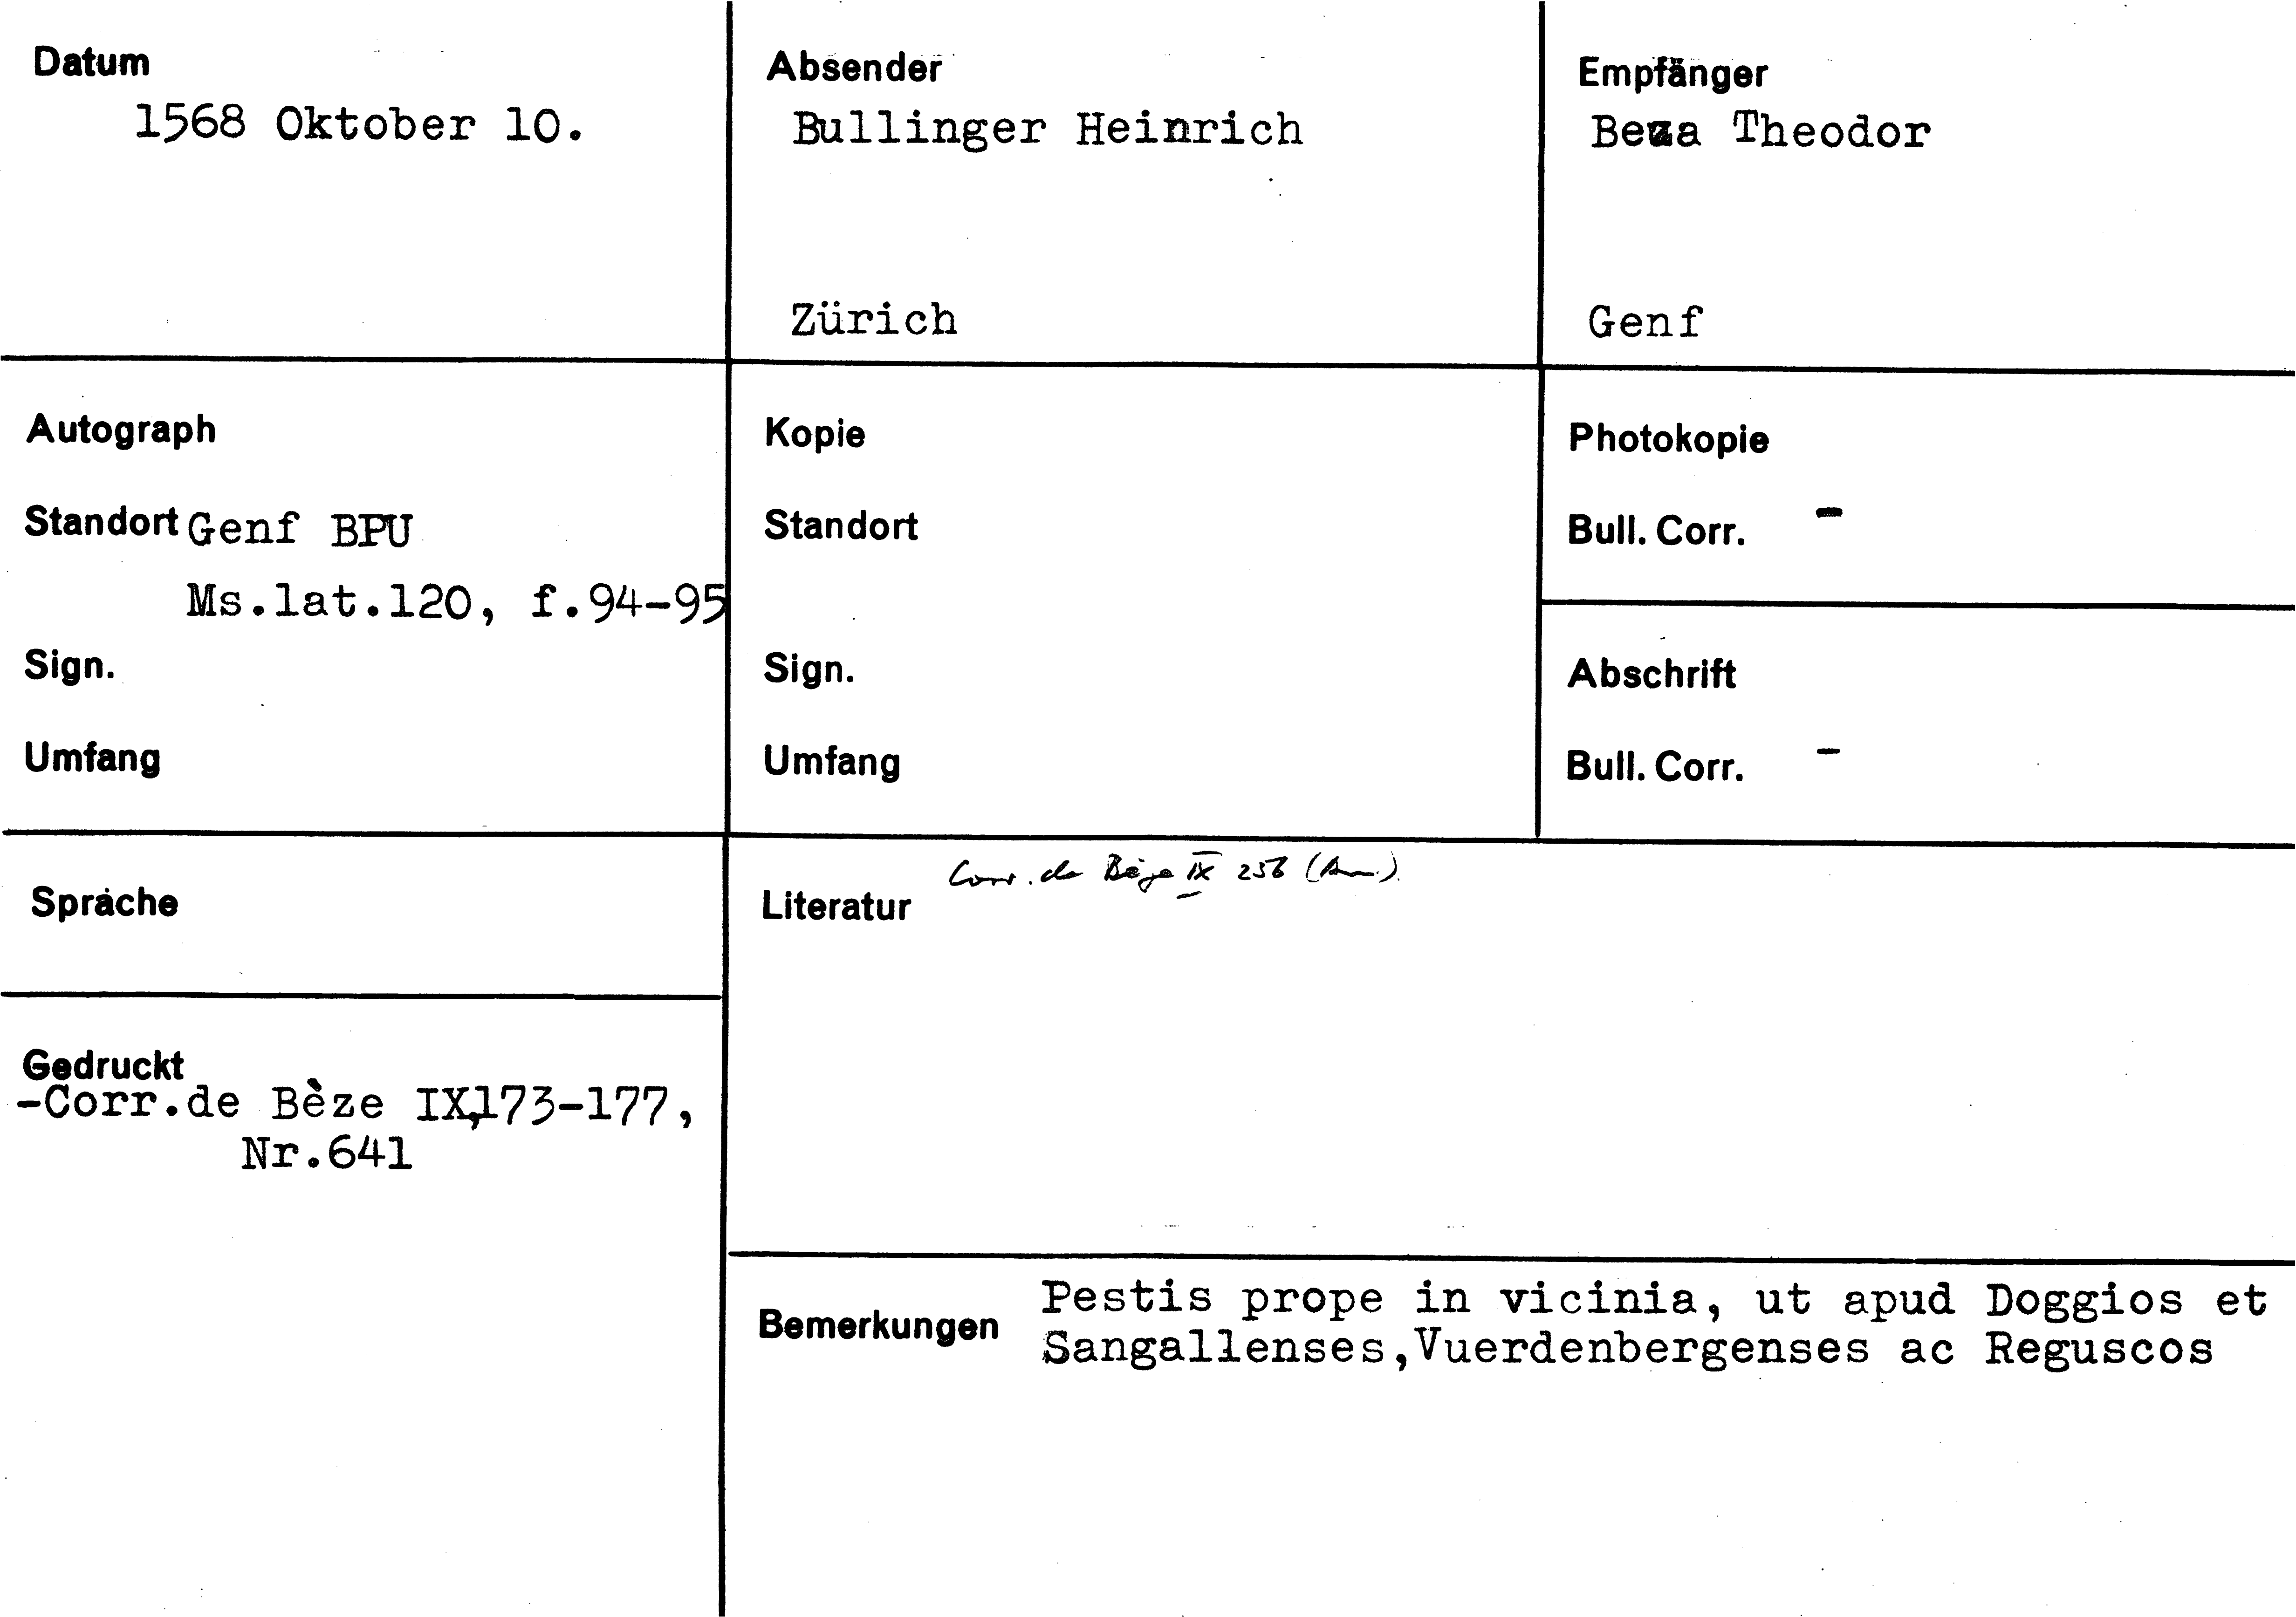 Datum
1568 Oktober 10.
Absender
Bullinger Heinrich
Zürich
Empfänger
Beza Theodor
Genf
Autograph
Standort Genf BPU
Ms.lat.120, f.94-95
Sign.
Umfang
Kopie
Standort
Sign.
Umfang
Photokopie
Bull. Corr. -
Abschrift
Bull. Corr. -
Sprache
Gedruckt
-Corr.de Bèze IX,173-177,
Nr.641
Corr. de Bèze IX
Literatur
Bemerkungen
Pestis prope in vicinia, ut apud Doggios et
Sangallenses,Vuerdenbergenses ac Reguscos